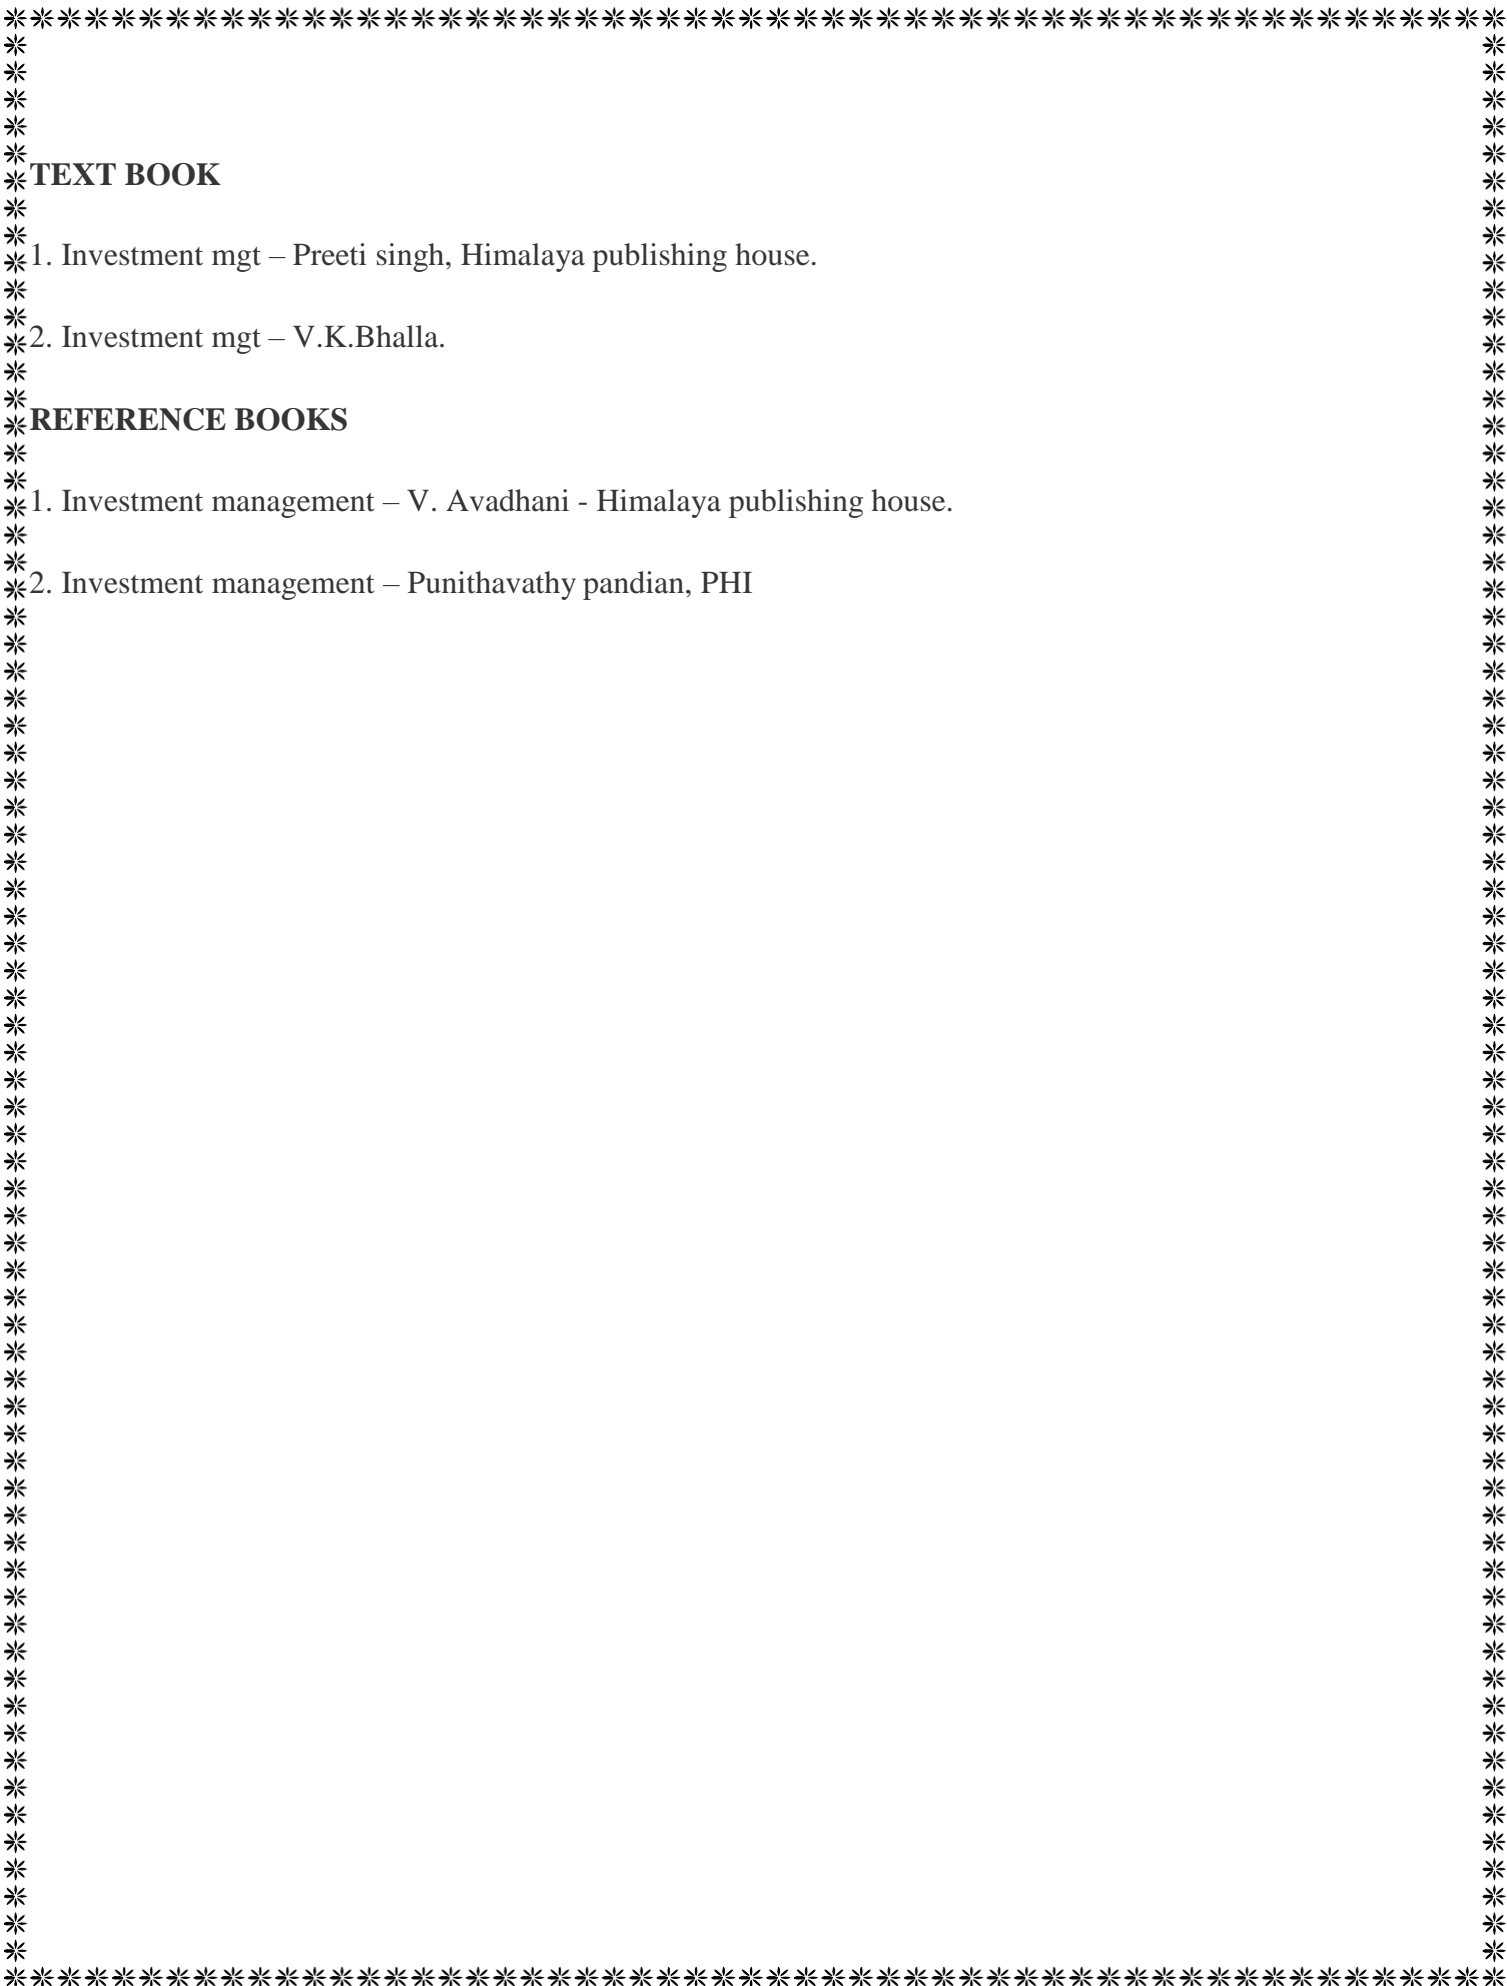 TEXT BOOK
1. Investment mgt – Preeti singh, Himalaya publishing house.
2. Investment mgt – V.K.Bhalla.
REFERENCE BOOKS
1. Investment management – V. Avadhani - Himalaya publishing house.
2. Investment management – Punithavathy pandian, PHI